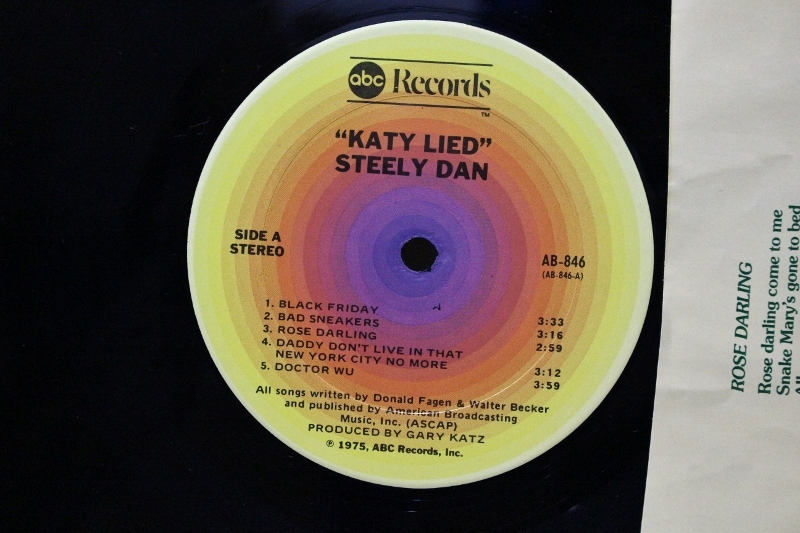 abc Records
™
"KATY LIED"
STEELY DAN
SIDE A
STEREO
AB-846
(AB-846-A)
1. BLACK FRIDAY 3:33
2. BAD SNEAKERS 3:16
3. ROSE DARLING 2:59
4. DADDY DON'T LIVE IN THAT
NEW YORK CITY NO MORE 3:12
5. DOCTOR WU 3:59
All songs written by Donald Fagen & Walter Becker
and published by American Broadcasting
Music, Inc. (ASCAP)
PRODUCED BY GARY KATZ
℗ 1975, ABC Records, Inc.
ROSE DARLING
Rose darling come to me
Snake Mary's gone to bed